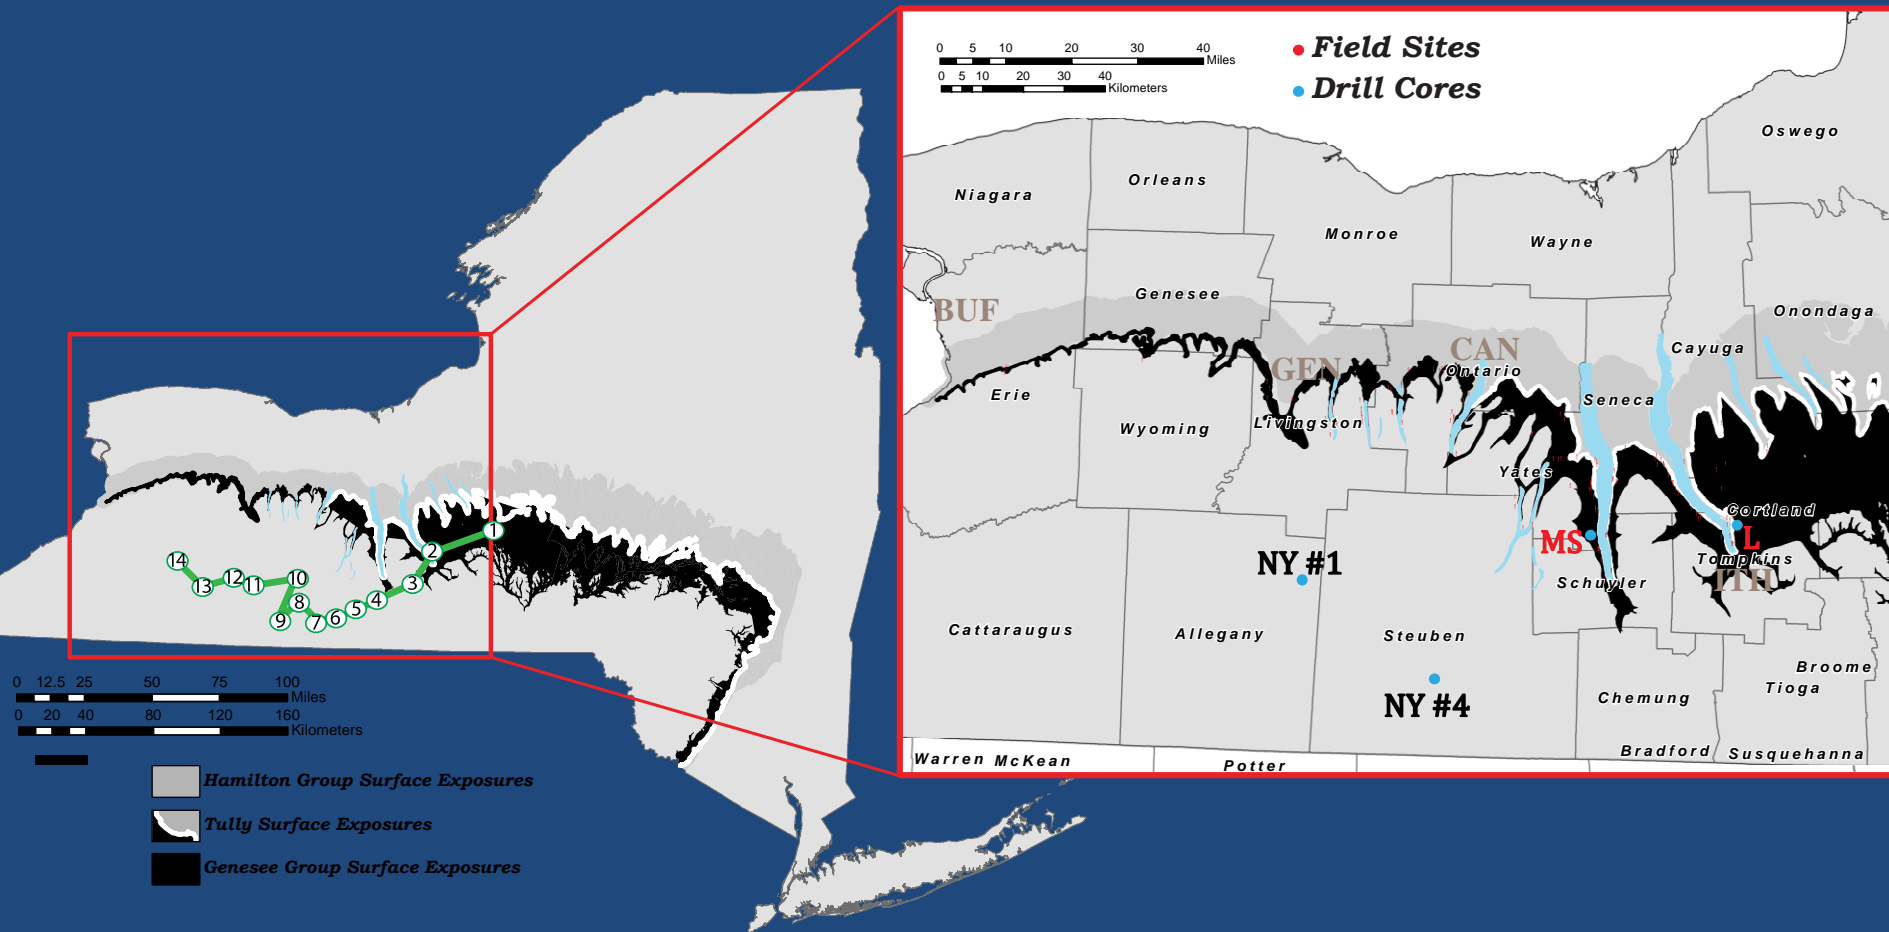 0 5 10 20 30 40
Miles
0 5 10 20 30 40
Kilometers
Field Sites
Drill Cores
Oswego
Niagara
Orleans
Monroe
Wayne
Genesee
BUF
Onondaga
Cayuga
CAN
GEN
Ontario
Erie
Seneca
Wyoming
Livingston
Yates
Cortland
MS
L
Tompkins
NY #1
Schuyler
ITH
Cattaraugus
Allegany
Steuben
Broome
Tioga
Chemung
NY #4
Bradford
Susquehanna
Warren
McKean
Potter
1
2
3
4
5
6
7
8
9
10
11
12
13
14
0 12.5 25 50 75 100
Miles
0 20 40 80 120 160
Kilometers
Hamilton Group Surface Exposures
Tully Surface Exposures
Genesee Group Surface Exposures